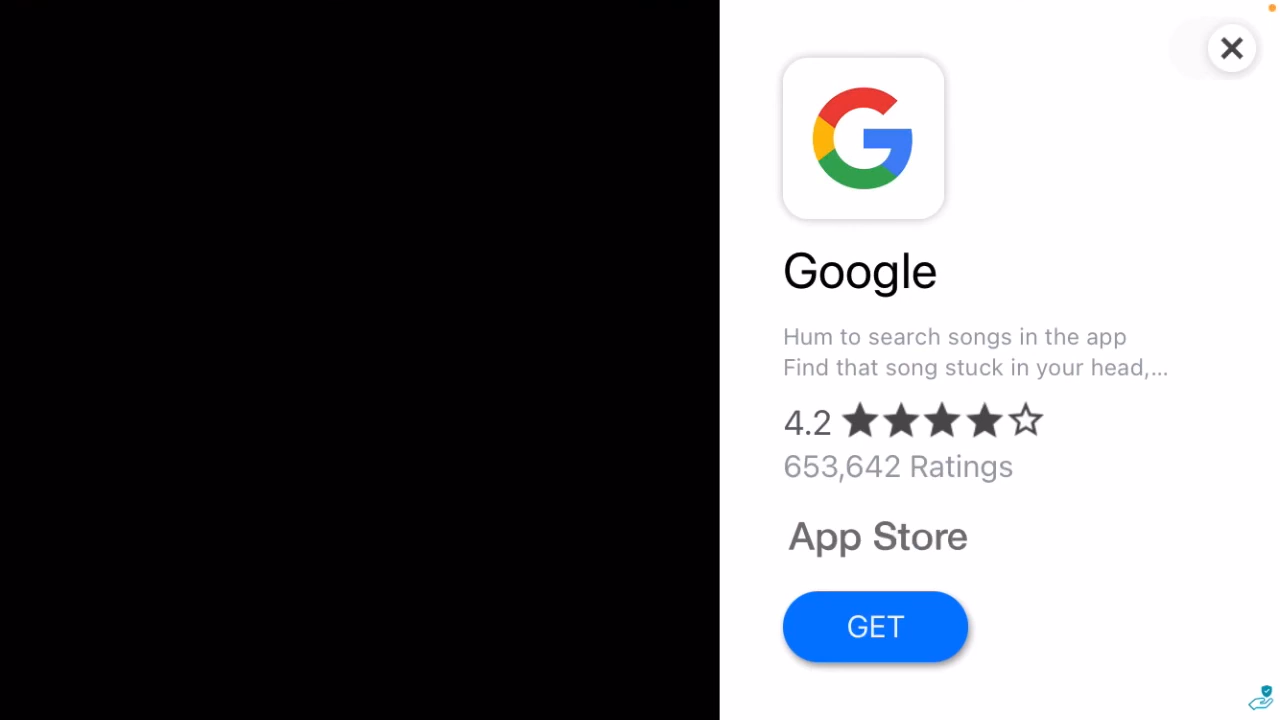 Google
Hum to search songs in the app
Find that song stuck in your head,...
4.2
653,642 Ratings
App Store
GET